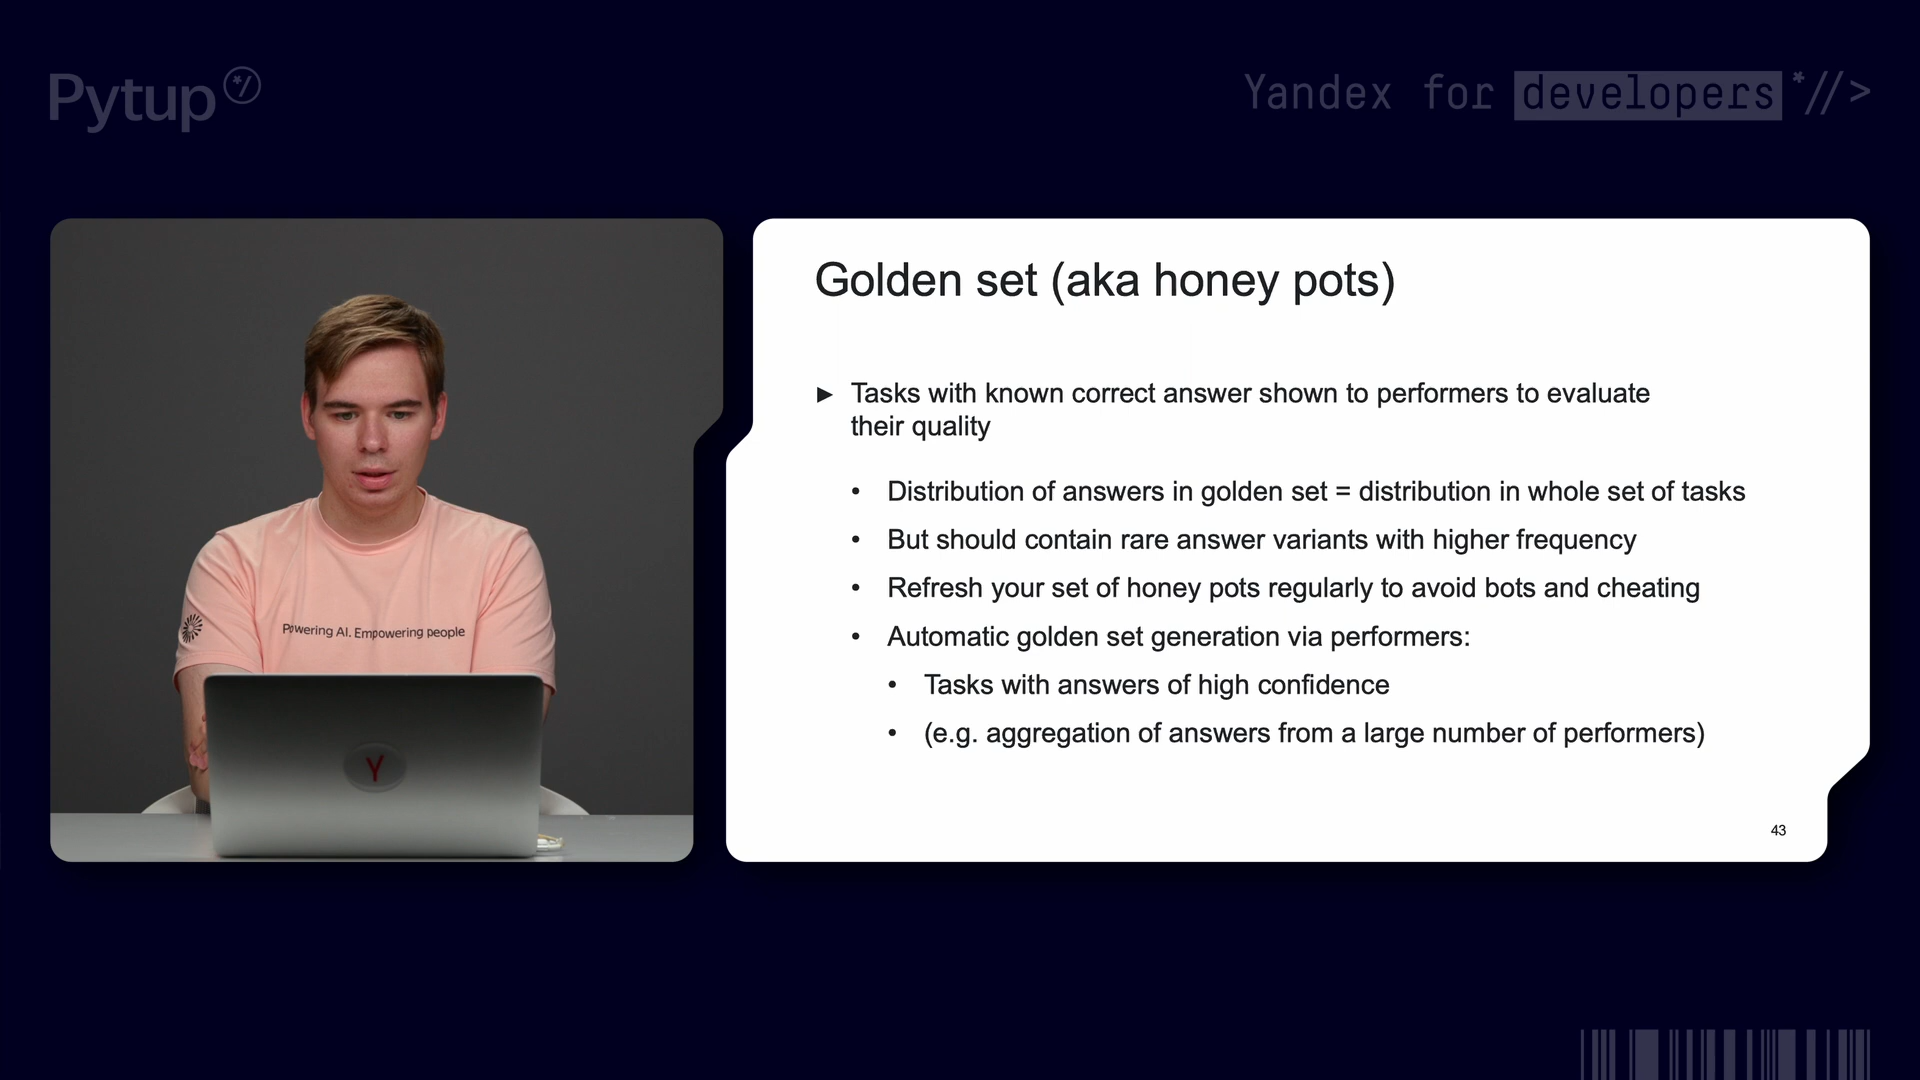 Pytup */
Yandex for developers *//>
Golden set (aka honey pots)
► Tasks with known correct answer shown to performers to evaluate
their quality
• Distribution of answers in golden set = distribution in whole set of tasks
• But should contain rare answer variants with higher frequency
• Refresh your set of honey pots regularly to avoid bots and cheating
• Automatic golden set generation via performers:
• Tasks with answers of high confidence
• (e.g. aggregation of answers from a large number of performers)
43
Powering AI. Empowering people
Y